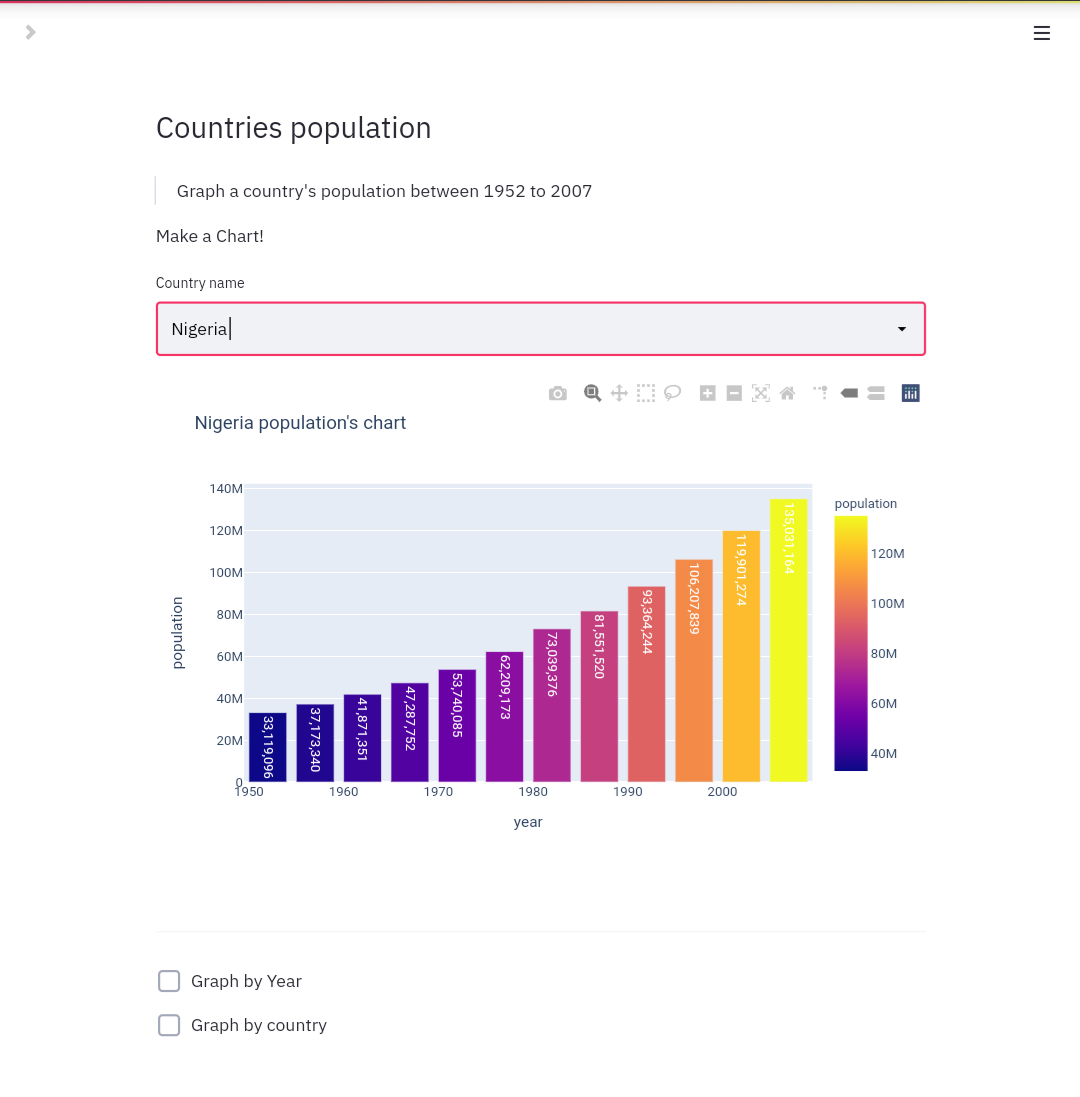 Countries population
Graph a country's population between 1952 to 2007
Make a Chart!
Country name
Nigeria
Nigeria population's chart
population
140M
120M
100M
80M
60M
40M
20M
0
33,119,096
37,173,340
41,871,351
47,287,752
53,740,085
62,209,173
73,039,376
81,551,520
93,364,244
106,207,839
119,901,274
135,031,164
1950
1960
1970
1980
1990
2000
year
population
120M
100M
80M
60M
40M
Graph by Year
Graph by country